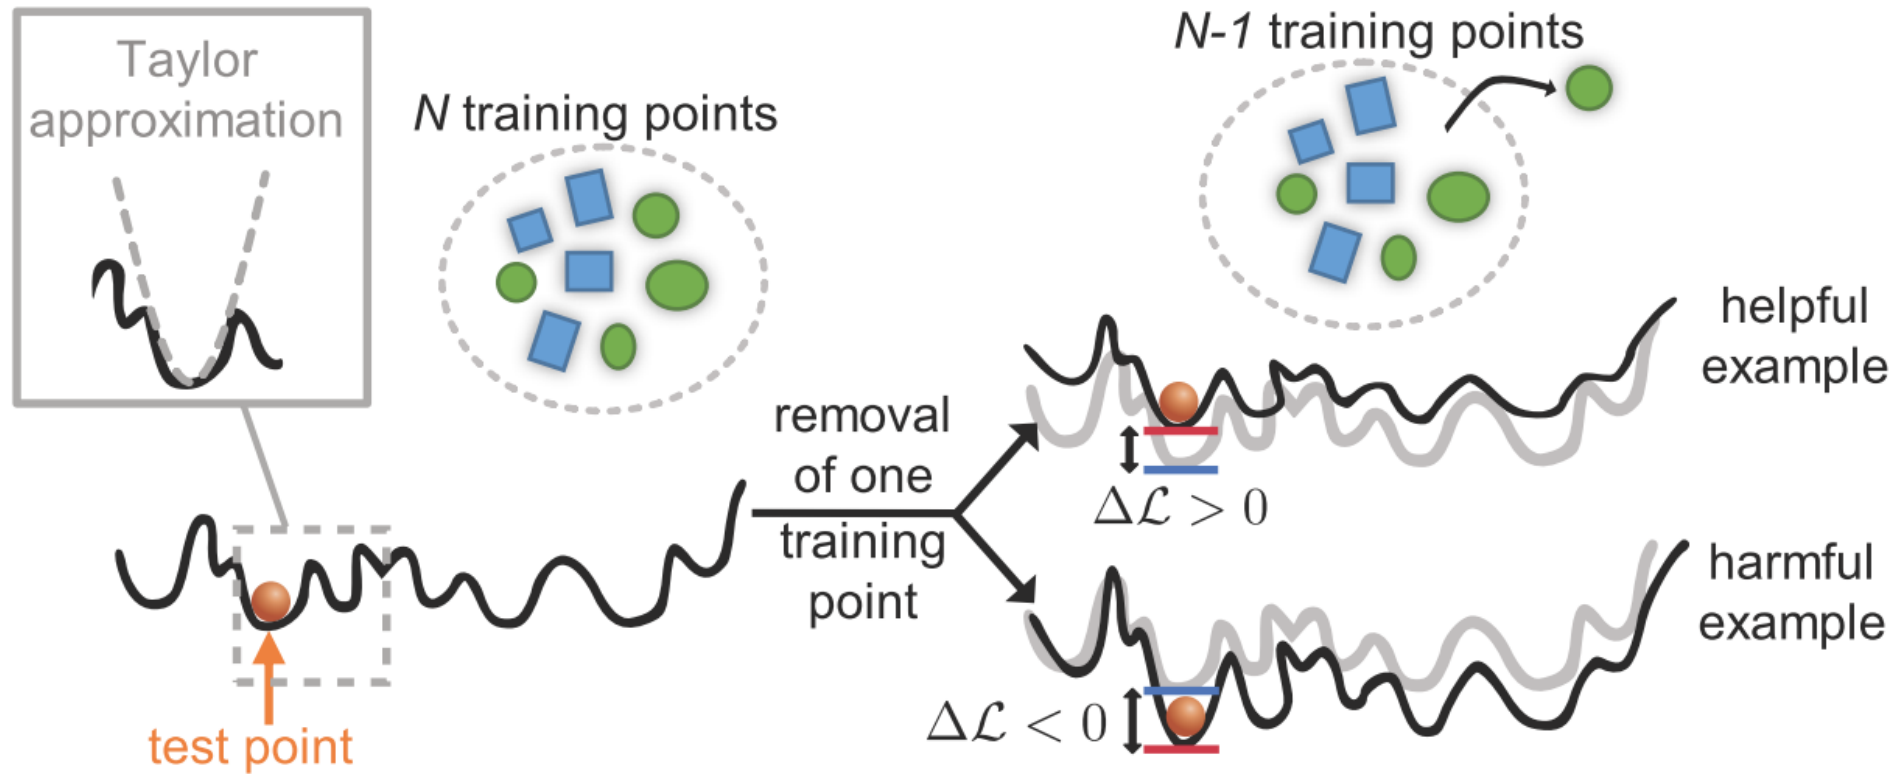 Taylor
approximation
N training points
N-1 training points
removal
of one
training
point
helpful
example
Δℒ > 0
harmful
example
Δℒ < 0
test point